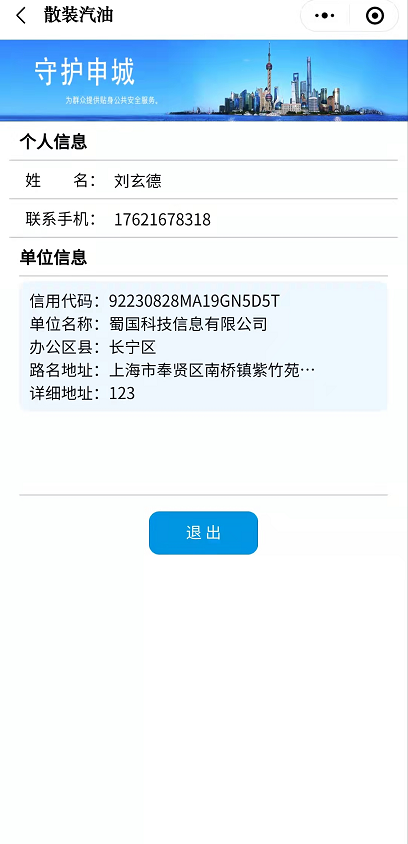 散装汽油
守护申城
为群众提供贴身公共安全服务。
个人信息
姓 名： 刘玄德
联系手机： 17621678318
单位信息
信用代码：92230828MA19GN5D5T
单位名称：蜀国科技信息有限公司
办公区县：长宁区
路名地址：上海市奉贤区南桥镇紫竹苑…
详细地址：123
退 出